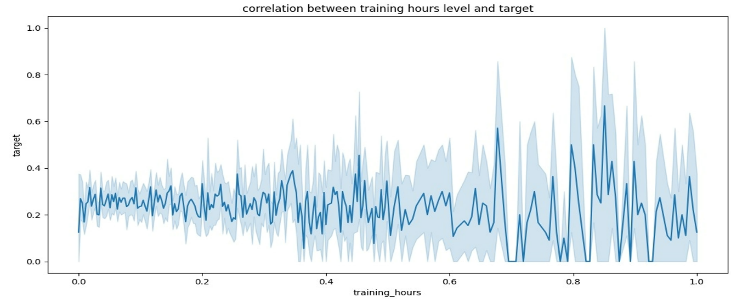 correlation between training hours level and target
1.0
0.8
0.6
0.4
0.2
0.0
target
0.0 0.2 0.4 0.6 0.8 1.0
training_hours